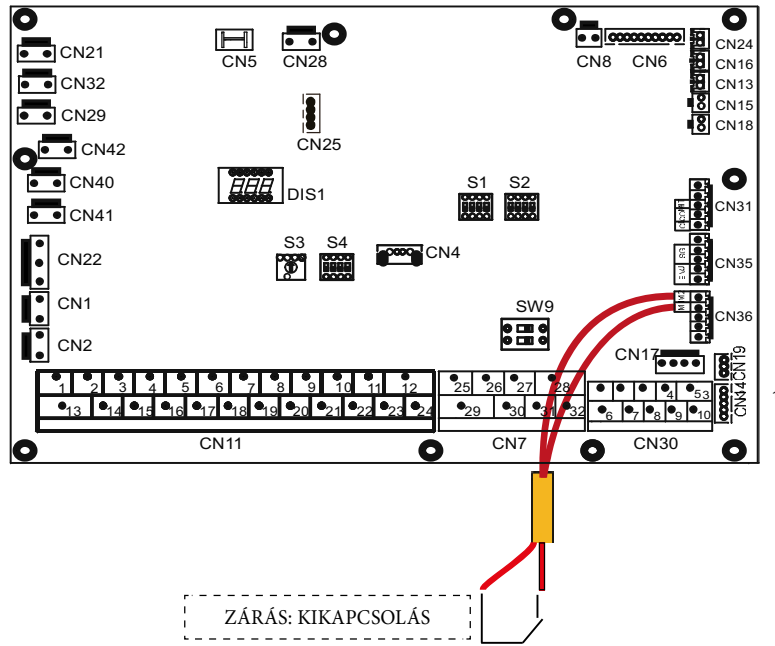 CN21
CN32
CN29
CN42
CN40
CN41
CN22
CN1
CN2
CN5
CN28
CN25
DIS1
S1 S2
S3 S4
CN4
SW9
CN8 CN6
CN24
CN16
CN13
CN15
CN18
CN31
CN35
CN36
CN17
CN19
CN14
1 2 3 4 5 6 7 8 9 10 11 12
13 14 15 16 17 18 19 20 21 22 23 24
CN11
25 26 27 28
29 30 31 32
CN7
4 5 3
6 7 8 9 10
CN30
ZÁRÁS: KIKAPCSOLÁS